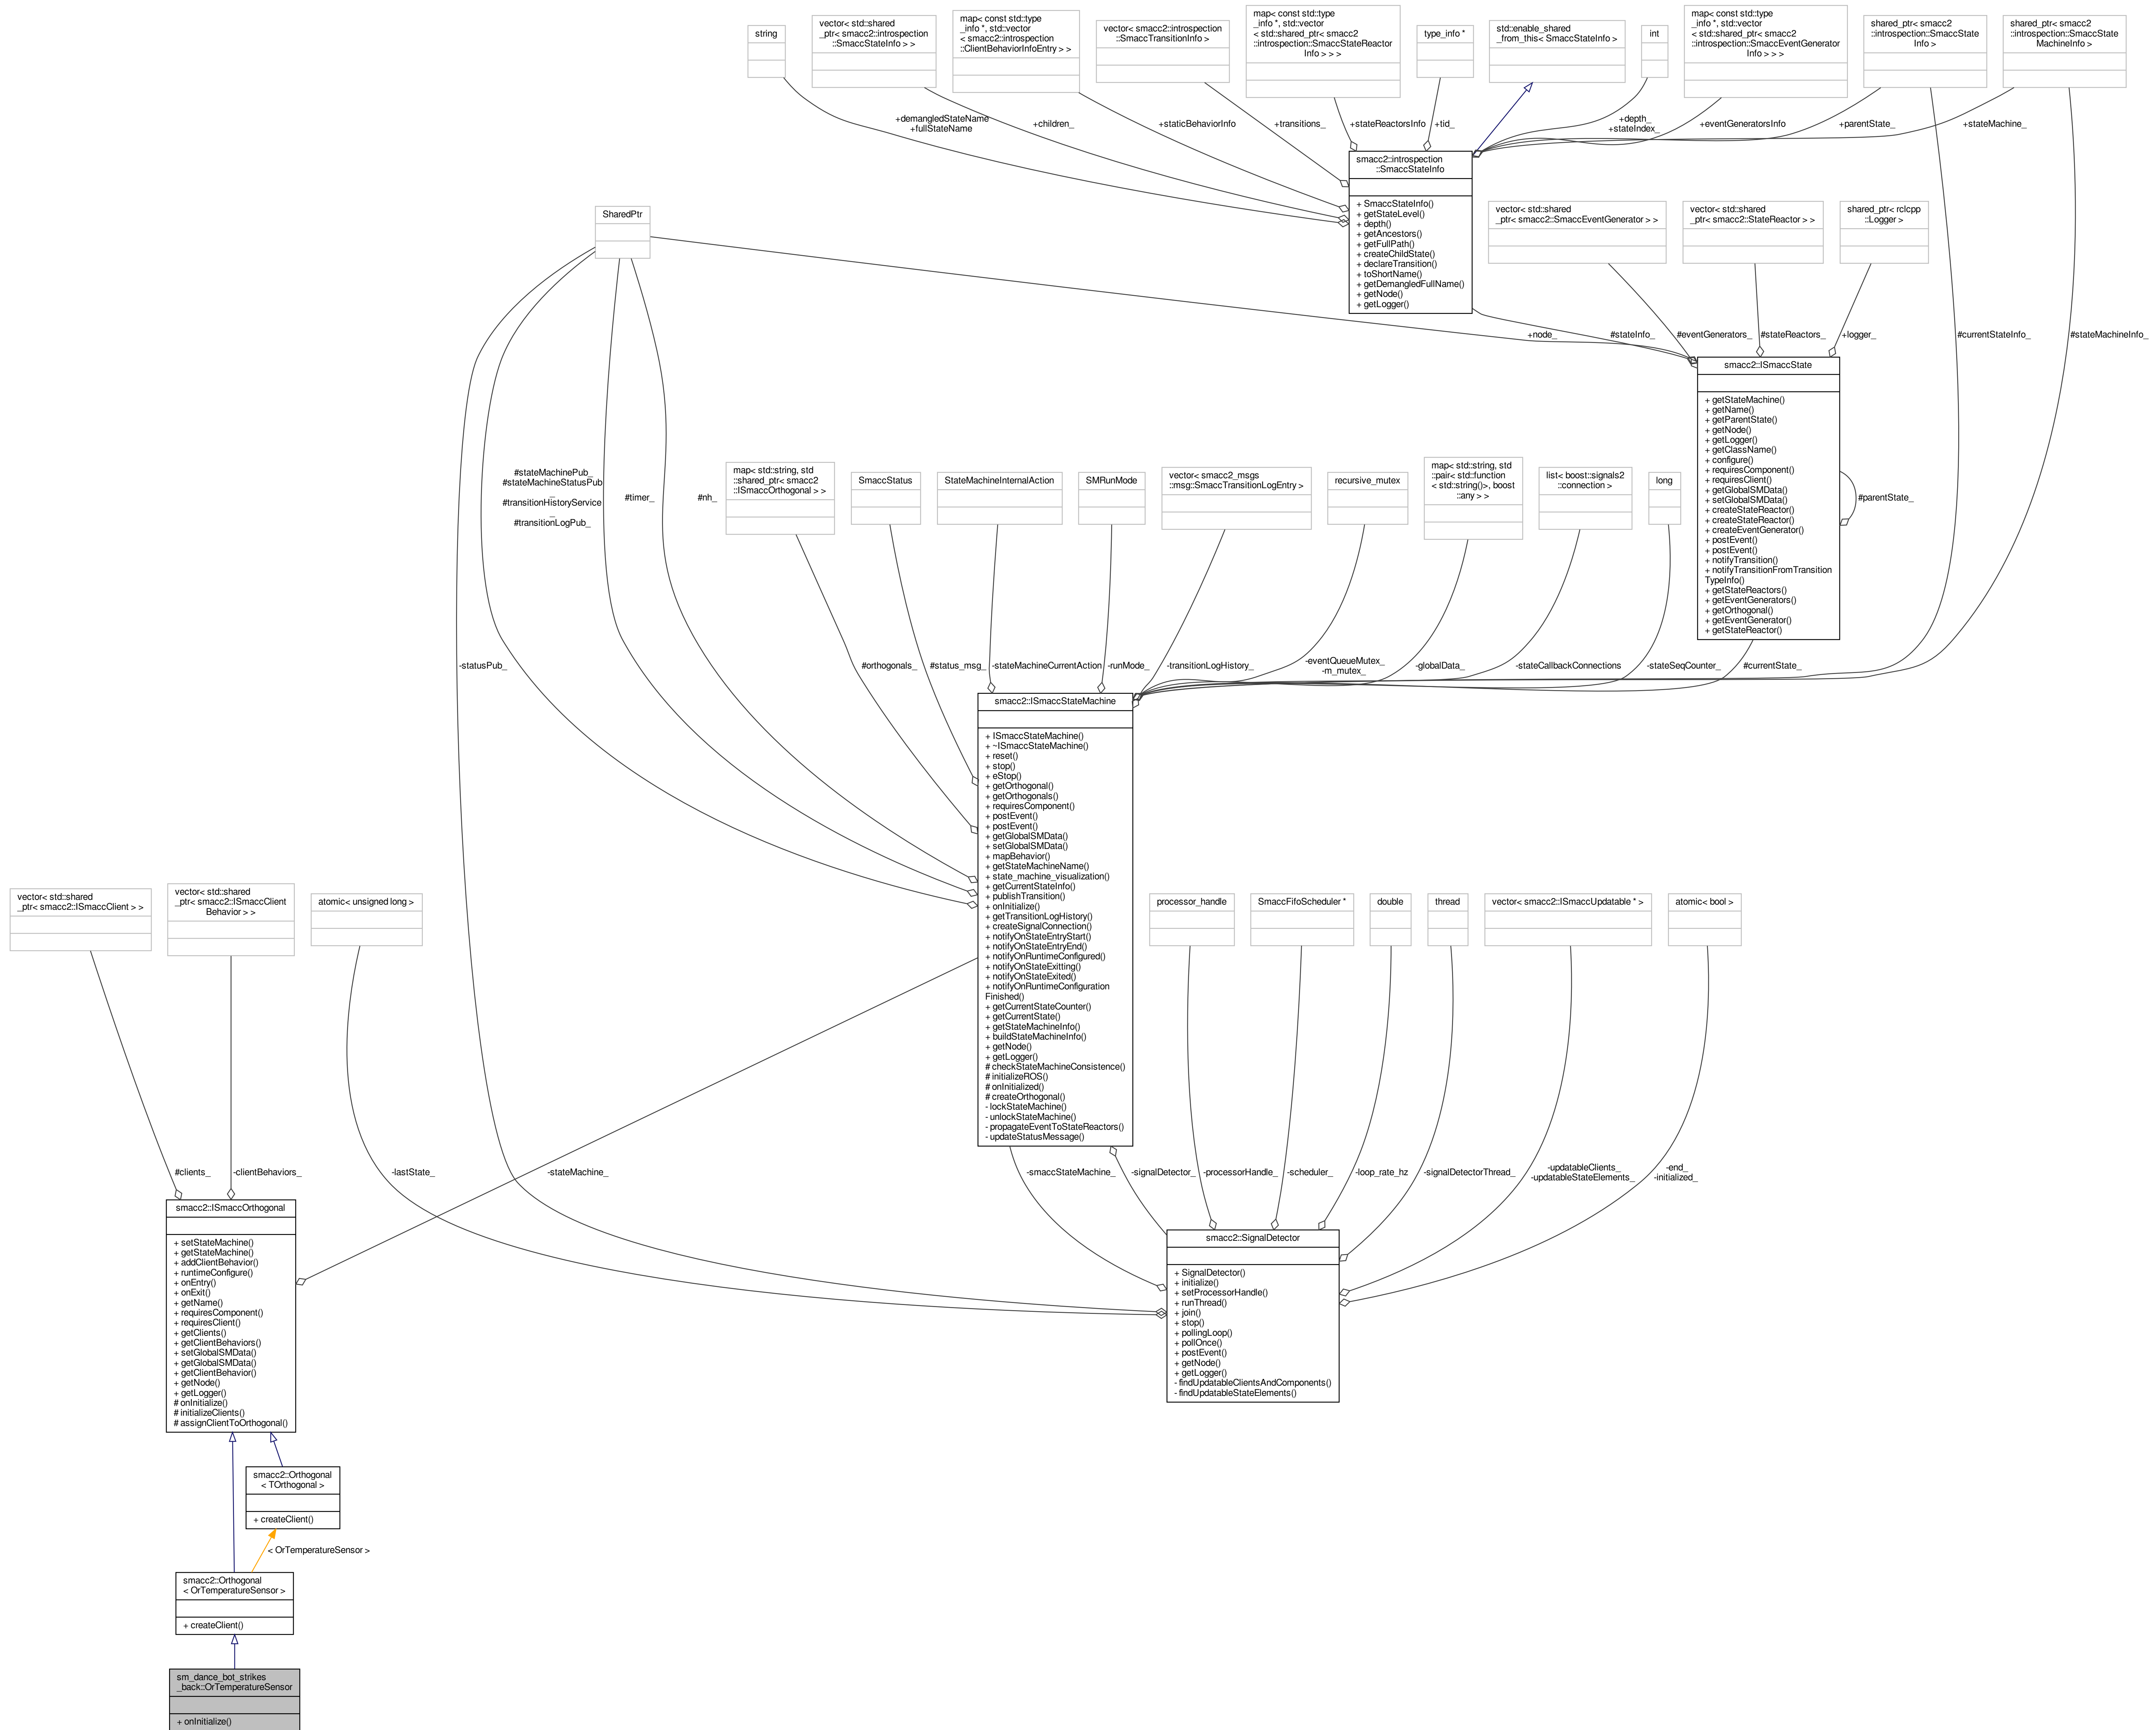 string
vector< std::shared
_ptr< smacc2::introspection
::SmaccStateInfo > >
map< const std::type
_info *, std::vector
< smacc2::introspection
::ClientBehaviorInfoEntry > >
vector< smacc2::introspection
::SmaccTransitionInfo >
map< const std::type
_info *, std::vector
< std::shared_ptr< smacc2
::introspection::SmaccStateReactor
Info > > >
type_info *
std::enable_shared
_from_this< SmaccStateInfo >
int
map< const std::type
_info *, std::vector
< std::shared_ptr< smacc2
::introspection::SmaccEventGenerator
Info > > >
shared_ptr< smacc2
::introspection::SmaccState
Info >
shared_ptr< smacc2
::introspection::SmaccState
MachineInfo >
+demangledStateName
+fullStateName
+children_
+staticBehaviorInfo
+transitions_
+stateReactorsInfo
+tid_
+depth_
+stateIndex_
+eventGeneratorsInfo
+parentState_
+stateMachine_
smacc2::introspection
::SmaccStateInfo
+ SmaccStateInfo()
+ getStateLevel()
+ depth()
+ getAncestors()
+ getFullPath()
+ createChildState()
+ declareTransition()
+ toShortName()
+ getDemangledFullName()
+ getNode()
+ getLogger()
SharedPtr
vector< std::shared
_ptr< smacc2::SmaccEventGenerator > >
vector< std::shared
_ptr< smacc2::StateReactor > >
shared_ptr< rclcpp
::Logger >
+node_
#stateInfo_
#eventGenerators_
#stateReactors_
+logger_
#currentStateInfo_
#stateMachineInfo_
smacc2::ISmaccState
+ getStateMachine()
+ getName()
+ getParentState()
+ getNode()
+ getLogger()
+ getClassName()
+ configure()
+ requiresComponent()
+ requiresClient()
+ getGlobalSMData()
+ setGlobalSMData()
+ createStateReactor()
+ createStateReactor()
+ createEventGenerator()
+ postEvent()
+ postEvent()
+ notifyTransition()
+ notifyTransitionFromTransition
TypeInfo()
+ getStateReactors()
+ getEventGenerators()
+ getOrthogonal()
+ getEventGenerator()
+ getStateReactor()
#parentState_
#stateMachinePub_
#stateMachineStatusPub
_
#transitionHistoryService
_
#transitionLogPub_
#timer_
#nh_
map< std::string, std
::shared_ptr< smacc2
::ISmaccOrthogonal > >
SmaccStatus
StateMachineInternalAction
SMRunMode
vector< smacc2_msgs
::msg::SmaccTransitionLogEntry >
recursive_mutex
map< std::string, std
::pair< std::function
< std::string()>, boost
::any > >
list< boost::signals2
::connection >
long
-statusPub_
#orthogonals_
#status_msg_
-stateMachineCurrentAction
-runMode_
-transitionLogHistory_
-eventQueueMutex_
-m_mutex_
-globalData_
-stateCallbackConnections
-stateSeqCounter_
#currentState_
smacc2::ISmaccStateMachine
+ ISmaccStateMachine()
+ ~ISmaccStateMachine()
+ reset()
+ stop()
+ eStop()
+ getOrthogonal()
+ getOrthogonals()
+ requiresComponent()
+ postEvent()
+ postEvent()
+ getGlobalSMData()
+ setGlobalSMData()
+ mapBehavior()
+ getStateMachineName()
+ state_machine_visualization()
+ getCurrentStateInfo()
+ publishTransition()
+ onInitialize()
+ getTransitionLogHistory()
+ createSignalConnection()
+ notifyOnStateEntryStart()
+ notifyOnStateEntryEnd()
+ notifyOnRuntimeConfigured()
+ notifyOnStateExitting()
+ notifyOnStateExited()
+ notifyOnRuntimeConfiguration
Finished()
+ getCurrentStateCounter()
+ getCurrentState()
+ getStateMachineInfo()
+ buildStateMachineInfo()
+ getNode()
+ getLogger()
# checkStateMachineConsistence()
# initializeROS()
# onInitialized()
# createOrthogonal()
- lockStateMachine()
- unlockStateMachine()
- propagateEventToStateReactors()
- updateStatusMessage()
vector< std::shared
_ptr< smacc2::ISmaccClient > >
vector< std::shared
_ptr< smacc2::ISmaccClient
Behavior > >
atomic< unsigned long >
processor_handle
SmaccFifoScheduler *
double
thread
vector< smacc2::ISmaccUpdatable * >
atomic< bool >
#clients_
-clientBehaviors_
-lastState_
-stateMachine_
-smaccStateMachine_
-signalDetector_
-processorHandle_
-scheduler_
-loop_rate_hz
-signalDetectorThread_
-updatableClients_
-updatableStateElements_
-end_
-initialized_
smacc2::ISmaccOrthogonal
+ setStateMachine()
+ getStateMachine()
+ addClientBehavior()
+ runtimeConfigure()
+ onEntry()
+ onExit()
+ getName()
+ requiresComponent()
+ requiresClient()
+ getClients()
+ getClientBehaviors()
+ setGlobalSMData()
+ getGlobalSMData()
+ getClientBehavior()
+ getNode()
+ getLogger()
# onInitialize()
# initializeClients()
# assignClientToOrthogonal()
smacc2::SignalDetector
+ SignalDetector()
+ initialize()
+ setProcessorHandle()
+ runThread()
+ join()
+ stop()
+ pollingLoop()
+ pollOnce()
+ postEvent()
+ getNode()
+ getLogger()
- findUpdatableClientsAndComponents()
- findUpdatableStateElements()
smacc2::Orthogonal
< TOrthogonal >
+ createClient()
< OrTemperatureSensor >
smacc2::Orthogonal
< OrTemperatureSensor >
+ createClient()
sm_dance_bot_strikes
_back::OrTemperatureSensor
+ onInitialize()